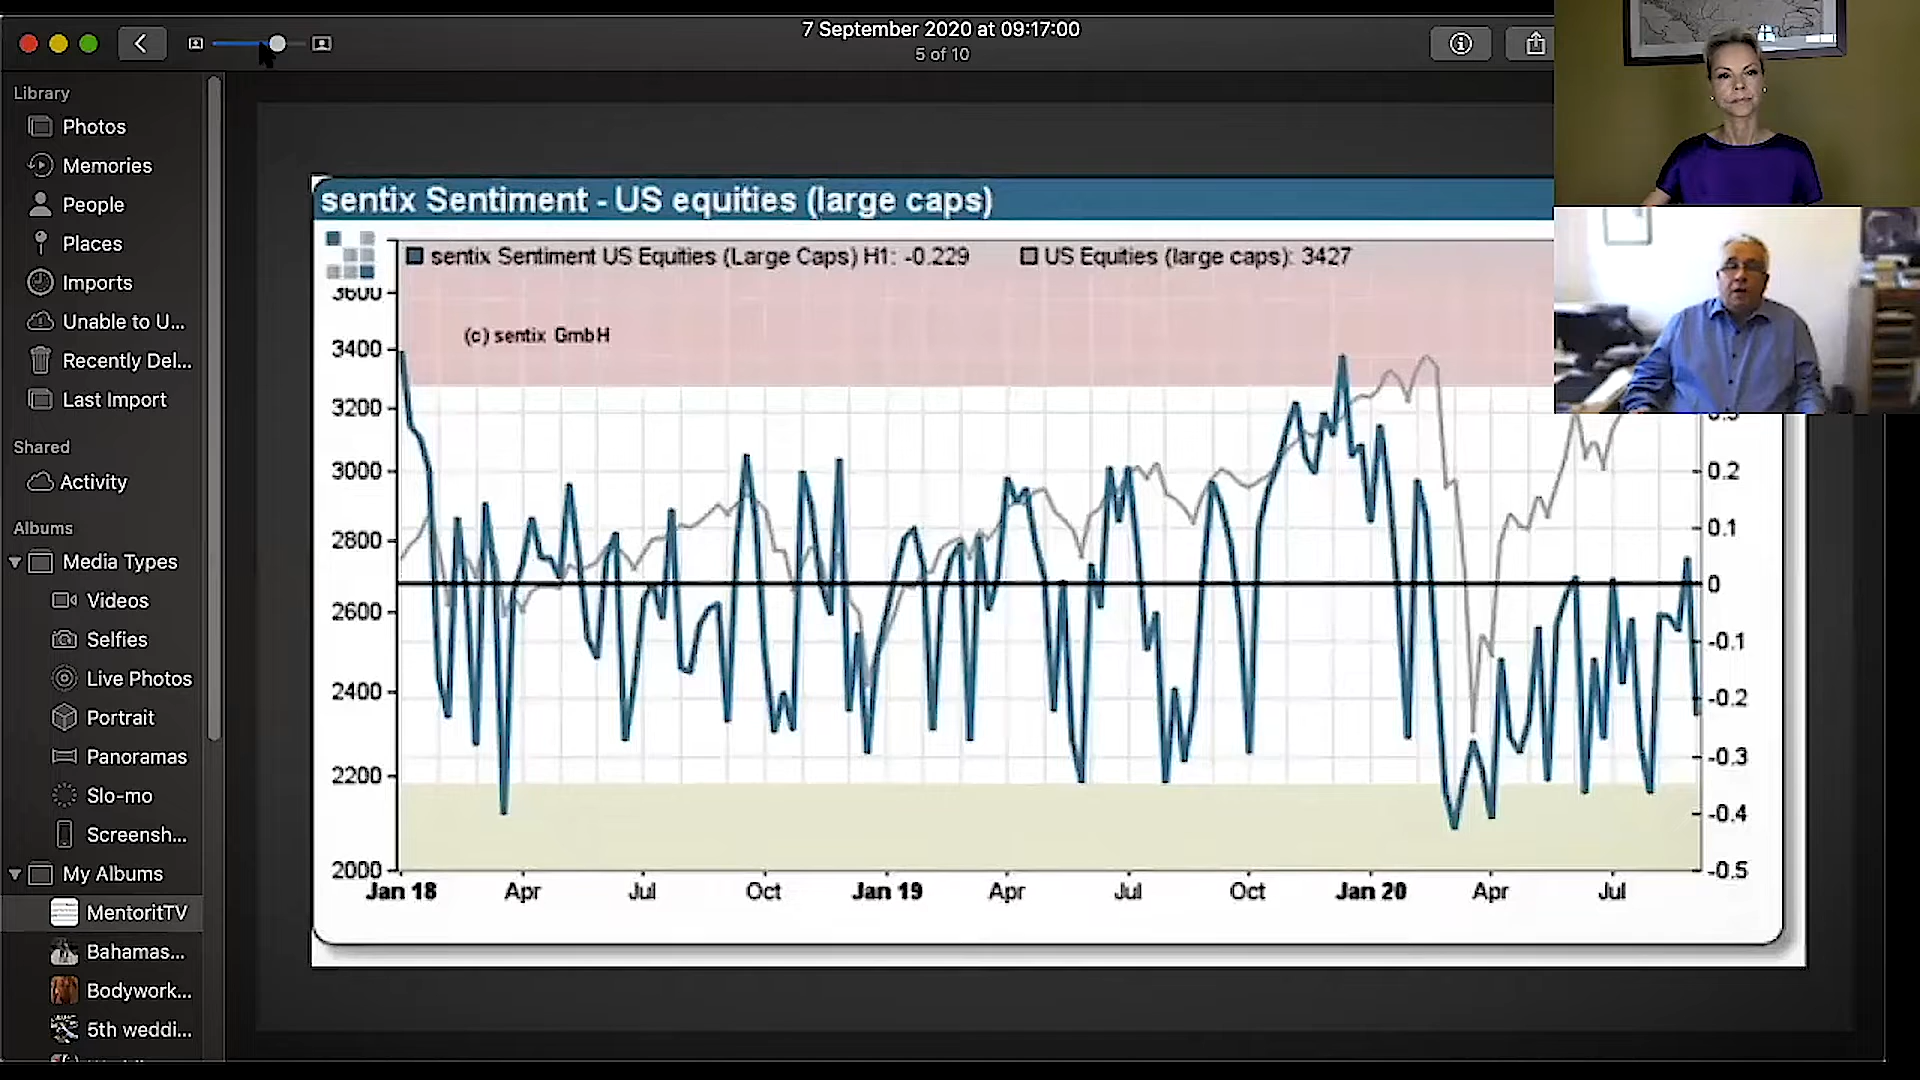 7 September 2020 at 09:17:00
5 of 10
Library
Photos
Memories
People
Places
Imports
Unable to U...
Recently Del...
Last Import
Shared
Activity
Albums
Media Types
Videos
Selfies
Live Photos
Portrait
Panoramas
Slo-mo
Screensh...
My Albums
MentoritTV
Bahamas...
Bodywork...
5th weddi...
sentix Sentiment - US equities (large caps)
sentix Sentiment US Equities (Large Caps) H1: -0.229 US Equities (large caps): 3427
(c) sentix GmbH
3600
3400
3200
3000
2800
2600
2400
2200
2000
0.3
0.2
0.1
0
-0.1
-0.2
-0.3
-0.4
-0.5
Jan 18 Apr Jul Oct Jan 19 Apr Jul Oct Jan 20 Apr Jul